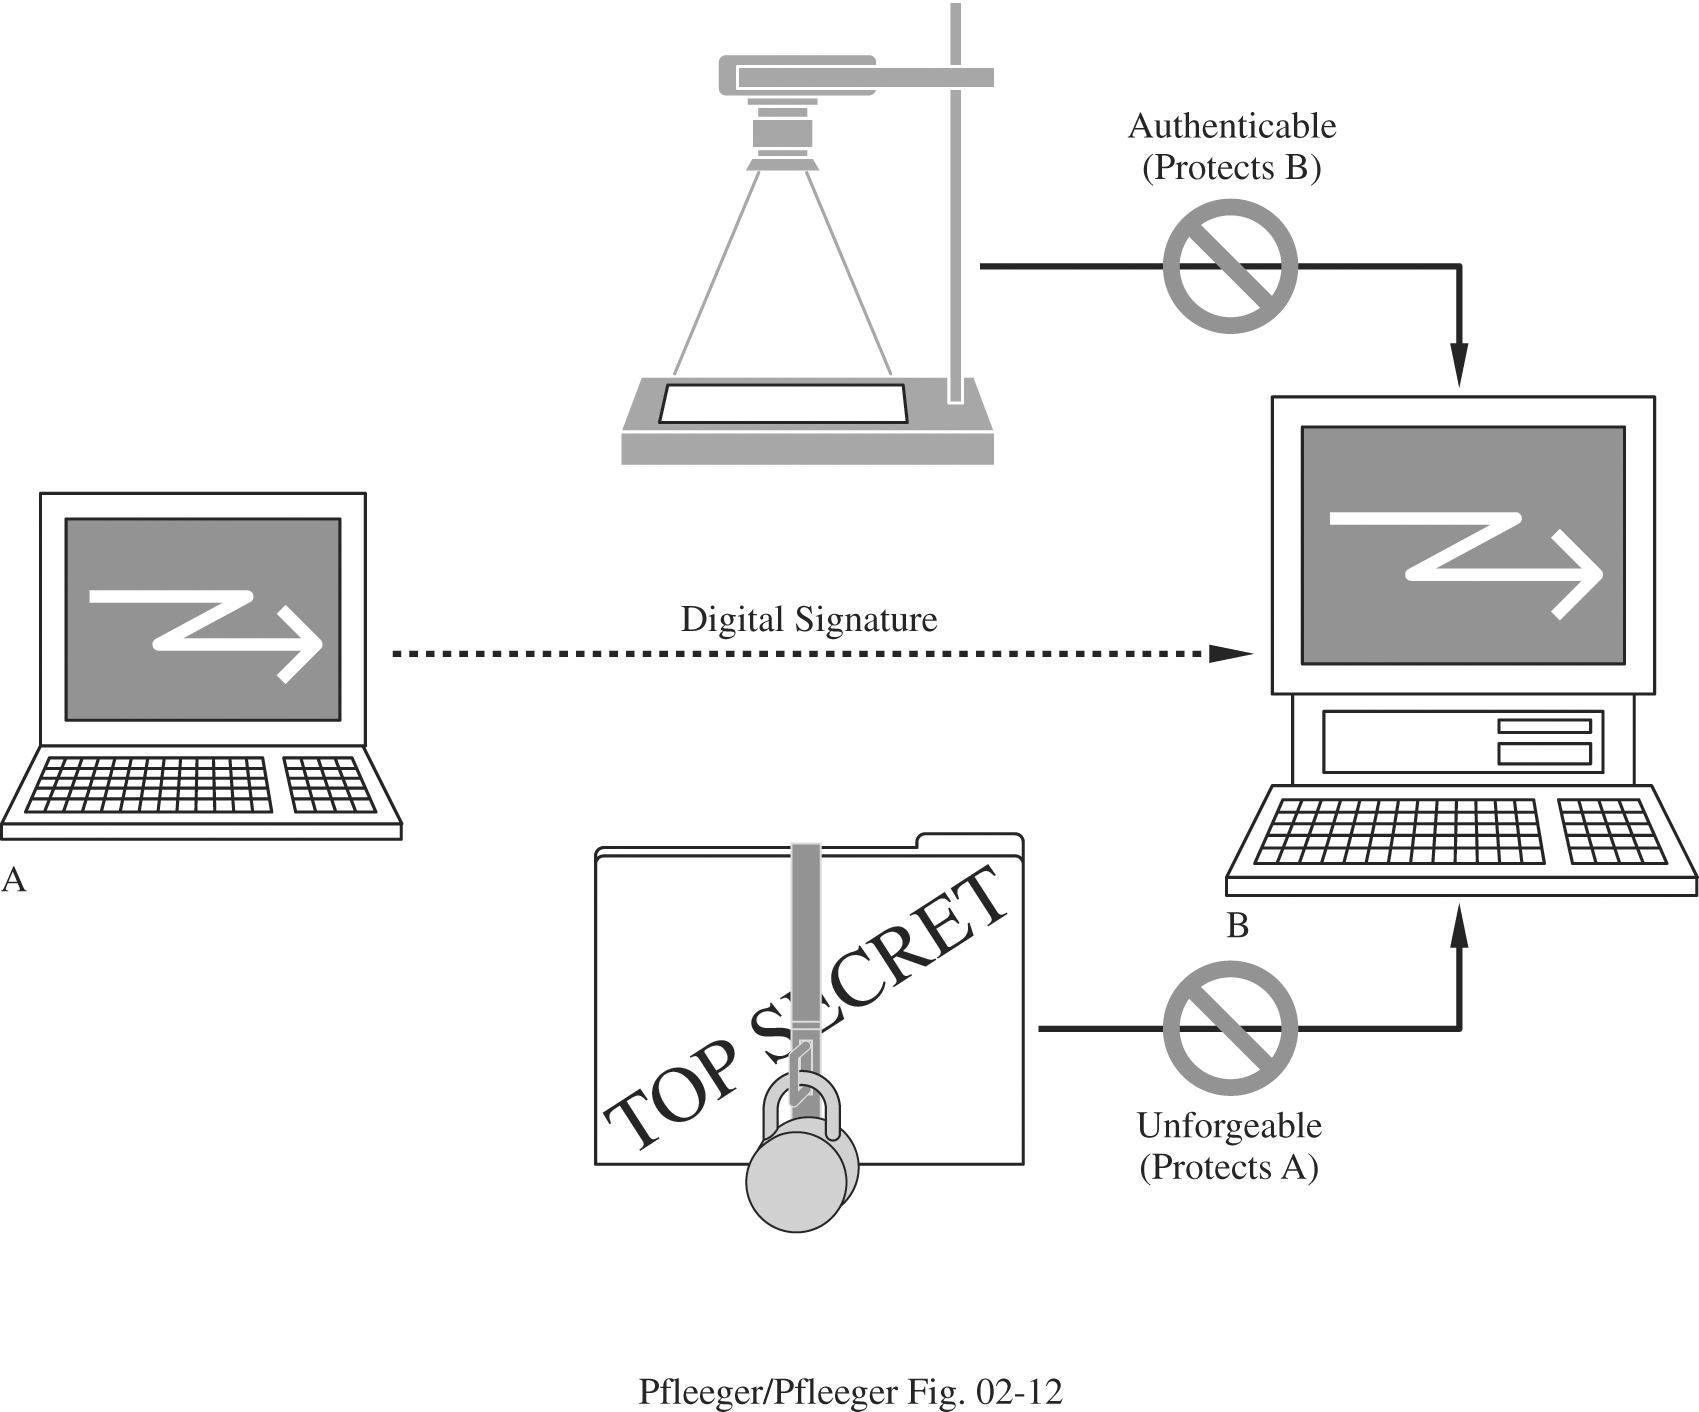 Authenticable
(Protects B)
Digital Signature
A
B
TOP SECRET
Unforgeable
(Protects A)
Pfleeger/Pfleeger Fig. 02-12